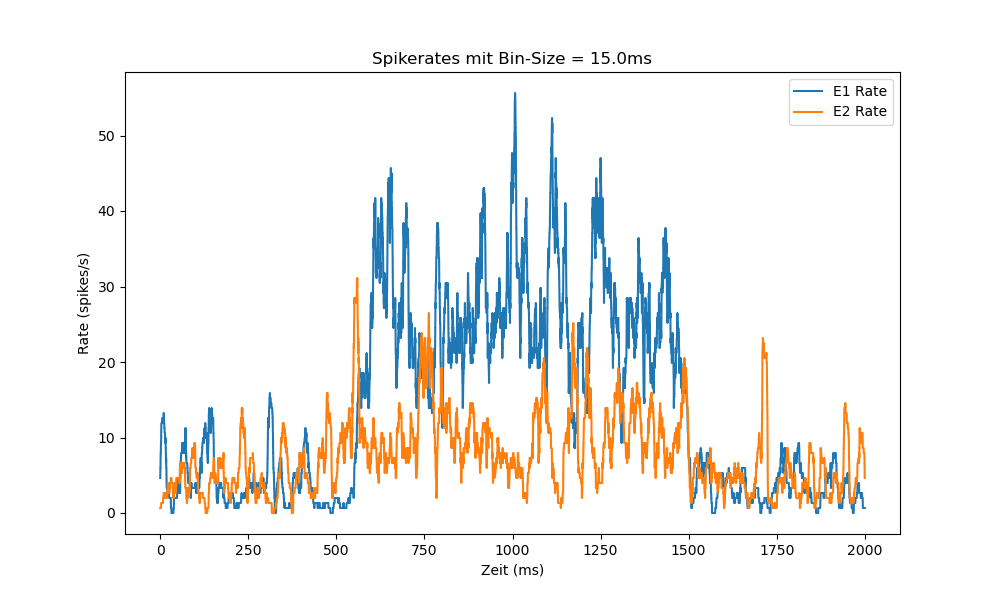 Spikerates mit Bin-Size = 15.0ms
E1 Rate
E2 Rate
50
40
30
20
10
0
Rate (spikes/s)
0 250 500 750 1000 1250 1500 1750 2000
Zeit (ms)